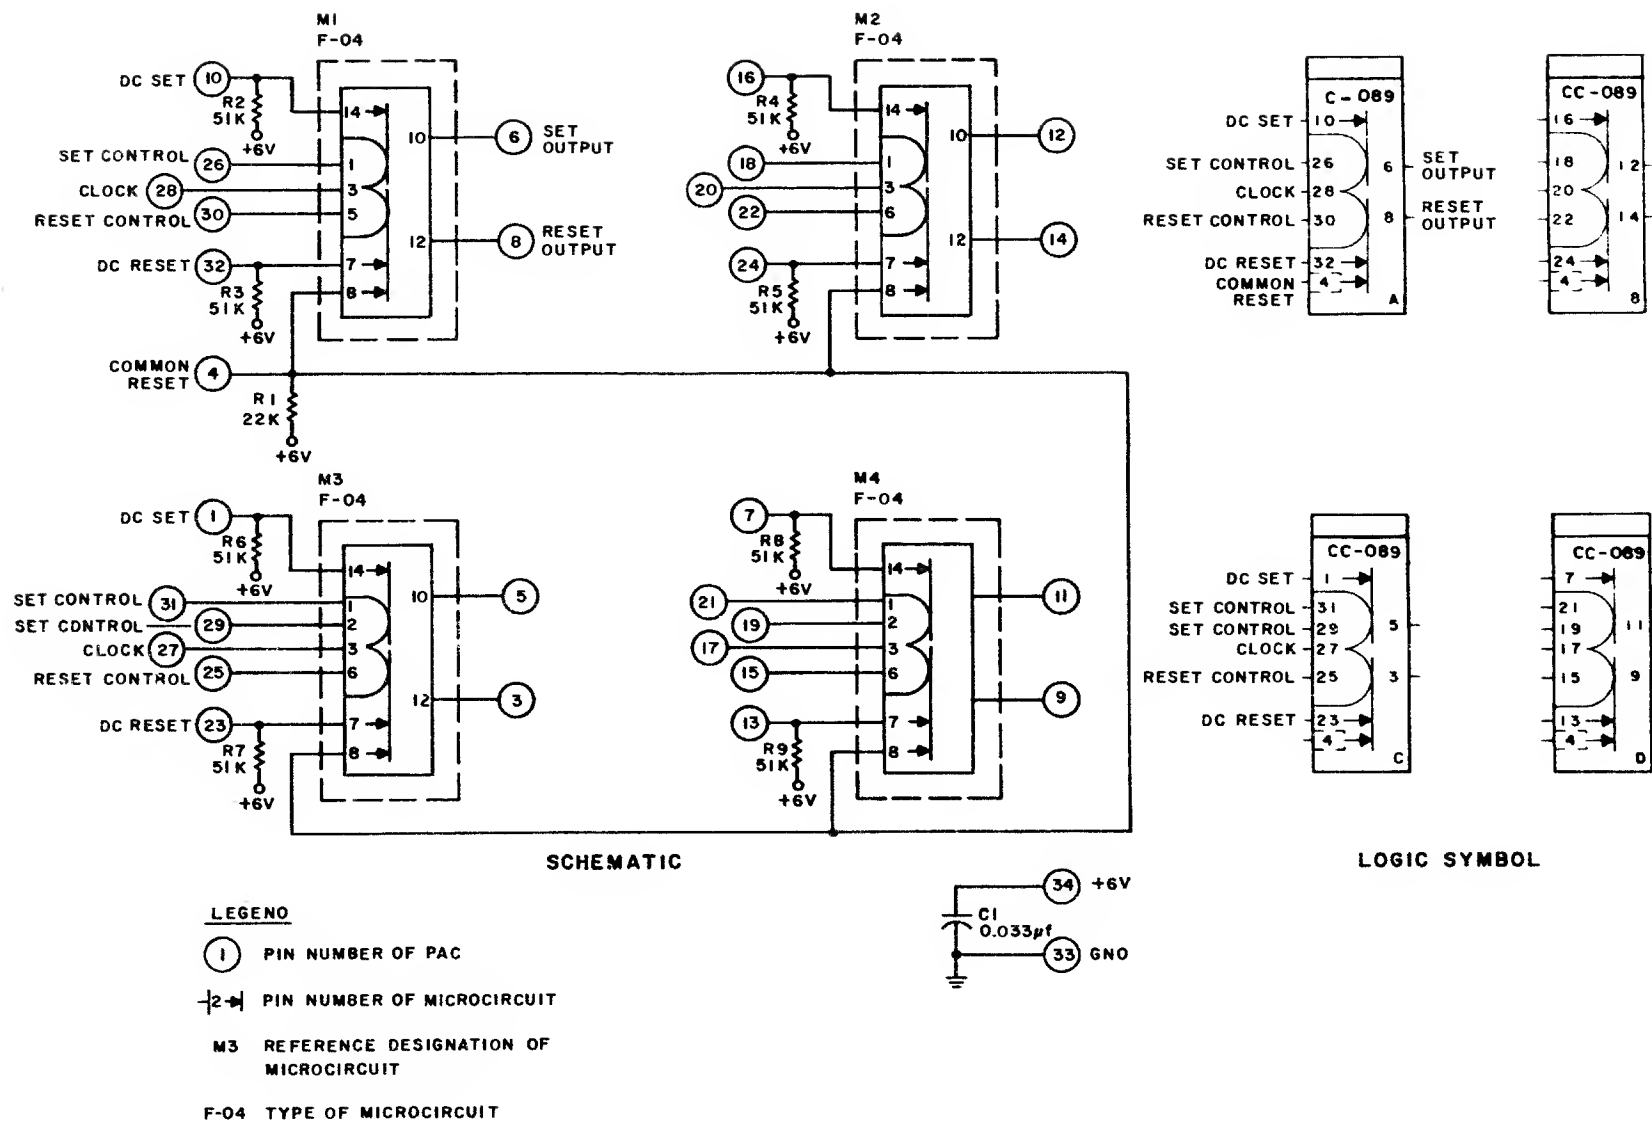 M1
F-04
DC SET 10
R2
51K
+6V
SET CONTROL 26
CLOCK 28
RESET CONTROL 30
DC RESET 32
R3
51K
+6V
14
1
3
5
7
8
10
12
6 SET
OUTPUT
8 RESET
OUTPUT
COMMON
RESET 4
R1
22K
+6V
M2
F-04
16
R4
51K
+6V
18
20
22
24
R5
51K
+6V
14
1
3
6
7
8
10
12
12
14
M3
F-04
DC SET 1
R6
51K
+6V
SET CONTROL 31
SET CONTROL 29
CLOCK 27
RESET CONTROL 25
DC RESET 23
R7
51K
+6V
14
1
2
3
6
7
8
10
12
5
3
M4
F-04
7
R8
51K
+6V
21
19
17
15
13
R9
51K
+6V
14
1
2
3
6
7
8
11
9
C-089
DC SET 10
SET CONTROL 26
CLOCK 28
RESET CONTROL 30
DC RESET 32
COMMON 4
RESET
6 SET
OUTPUT
8 RESET
OUTPUT
A
CC-089
16
18
20
22
24
4
12
14
B
CC-089
DC SET 1
SET CONTROL 31
SET CONTROL 29
CLOCK 27
RESET CONTROL 25
DC RESET 23
4
5
3
C
CC-089
7
21
19
17
15
13
4
11
9
D
SCHEMATIC
LOGIC SYMBOL
34 +6V
C1
0.033µf
33 GNO
LEGENO
1 PIN NUMBER OF PAC
2 PIN NUMBER OF MICROCIRCUIT
M3 REFERENCE DESIGNATION OF
MICROCIRCUIT
F-04 TYPE OF MICROCIRCUIT